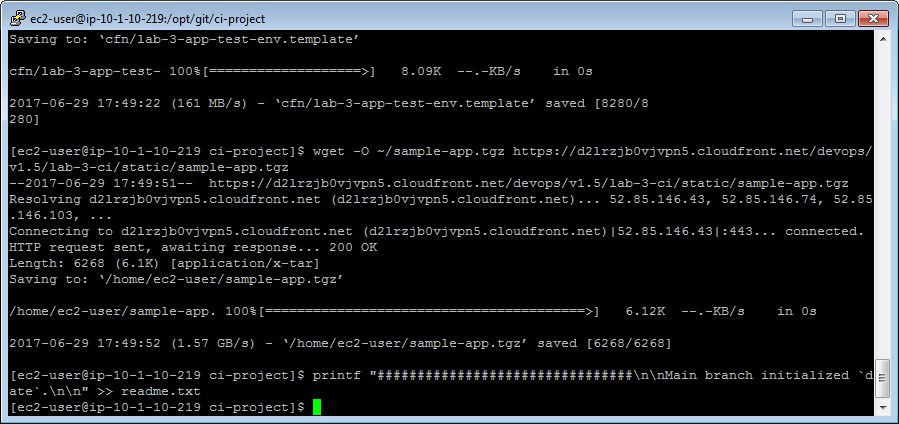 ec2-user@ip-10-1-10-219:/opt/git/ci-project
Saving to: ‘cfn/lab-3-app-test-env.template’
cfn/lab-3-app-test- 100%[===================>]   8.09K  --.-KB/s    in 0s
2017-06-29 17:49:22 (161 MB/s) - ‘cfn/lab-3-app-test-env.template’ saved [8280/8
280]
[ec2-user@ip-10-1-10-219 ci-project]$ wget -O ~/sample-app.tgz https://d2lrzjb0vjvpn5.cloudfront.net/devops/
v1.5/lab-3-ci/static/sample-app.tgz
--2017-06-29 17:49:51--  https://d2lrzjb0vjvpn5.cloudfront.net/devops/v1.5/lab-3-ci/static/sample-app.tgz
Resolving d2lrzjb0vjvpn5.cloudfront.net (d2lrzjb0vjvpn5.cloudfront.net)... 52.85.146.43, 52.85.146.74, 52.85
.146.103, ...
Connecting to d2lrzjb0vjvpn5.cloudfront.net (d2lrzjb0vjvpn5.cloudfront.net)|52.85.146.43|:443... connected.
HTTP request sent, awaiting response... 200 OK
Length: 6268 (6.1K) [application/x-tar]
Saving to: ‘/home/ec2-user/sample-app.tgz’
/home/ec2-user/sample-app. 100%[========================================>]   6.12K  --.-KB/s    in 0s
2017-06-29 17:49:52 (1.57 GB/s) - ‘/home/ec2-user/sample-app.tgz’ saved [6268/6268]
[ec2-user@ip-10-1-10-219 ci-project]$ printf "################################\n\nMain branch initialized `d
ate`.\n\n" >> readme.txt
[ec2-user@ip-10-1-10-219 ci-project]$